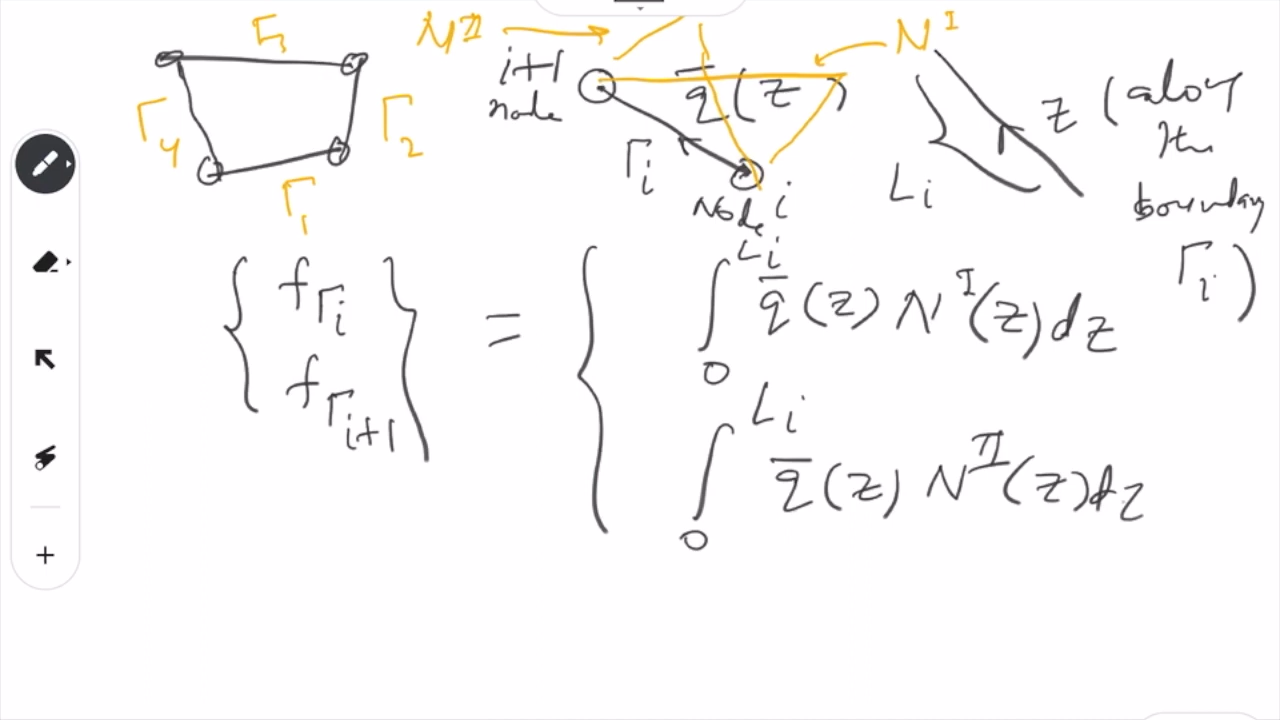 Γ3
Γ4
Γ2
Γ1
N^II
i+1
node
q̄(z)
N^I
Γi
Node i
Li
z (along
the
boundary
Γi)
{ fΓi
fΓi+1 } = { ∫₀^Li q̄(z) N^I(z) dz
∫₀^Li q̄(z) N^II(z) dz
+